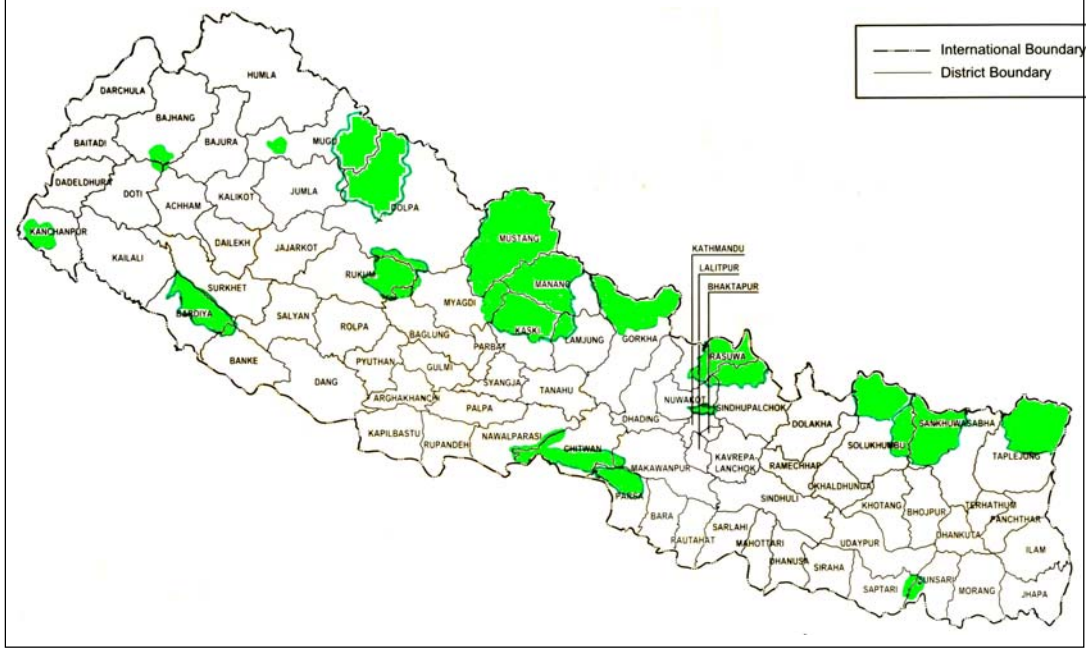 International Boundary
District Boundary
HUMLA
DARCHULA
BAJHANG
BAITADI
BAJURA
MUGU
DADELDHURA
DOTI
ACHHAM
KALIKOT
JUMLA
DOLPA
KANCHANPUR
KAILALI
DAILEKH
JAJARKOT
MUSTANG
KATHMANDU
LALITPUR
BHAKTAPUR
SURKHET
RUKUM
MANANG
BARDIYA
SALYAN
ROLPA
MYAGDI
KASKI
LAMJUNG
GORKHA
RASUWA
BANKE
DANG
PYUTHAN
BAGLUNG
GULMI
PARBAT
SYANGJA
TANAHU
NUWAKOT
SINDHUPALCHOK
DOLAKHA
SOLUKHUMBU
SANKHUWASABHA
TAPLEJUNG
ARGHAKHANCHI
PALPA
DHADING
KAPILBASTU
RUPANDEH
NAWALPARASI
CHITWAN
MAKAWANPUR
KAVREPA
LANCHOK
RAMECHHAP
OKHALDHUNGA
KHOTANG
BHOJPUR
TERHATHUM
PANCHTHAR
PARSA
BARA
RAUTAHAT
SARLAHI
SINDHULI
MAHOTTARI
DHANUSA
SIRAHA
UDAYPUR
DHANKUTA
ILAM
SAPTARI
SUNSARI
MORANG
JHAPA